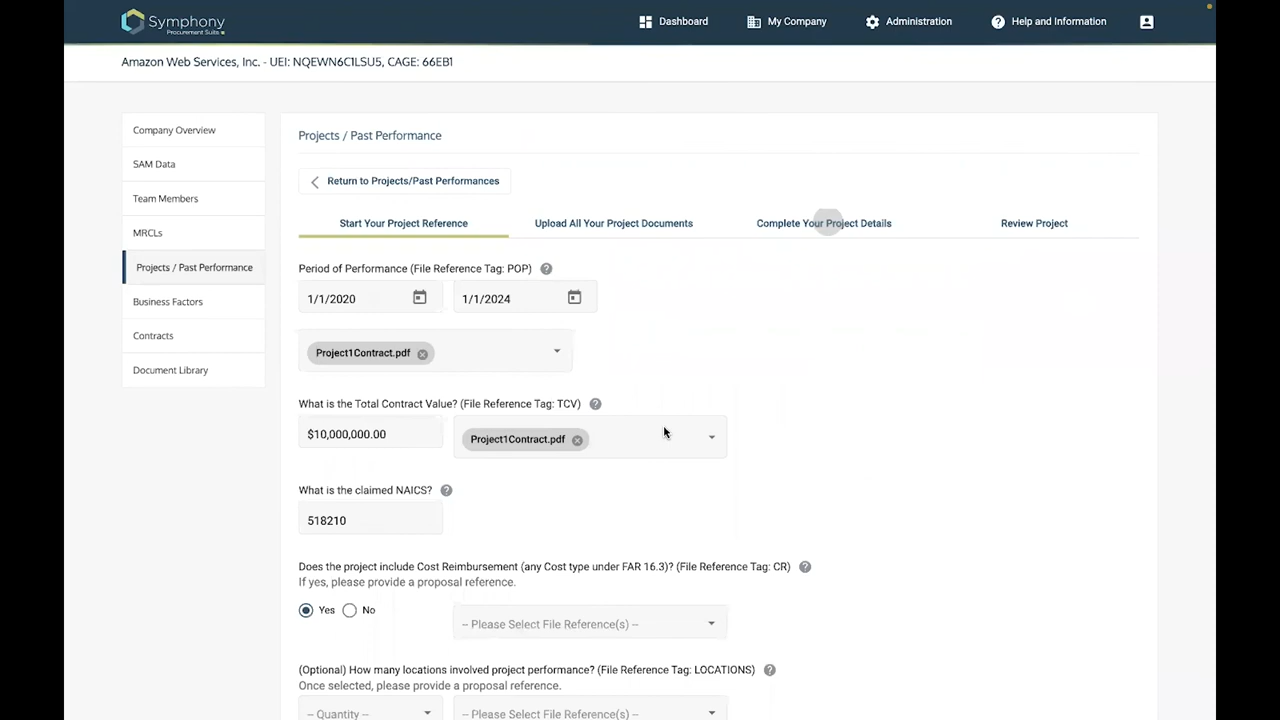 Symphony
Procurement Suite
Dashboard
My Company
Administration
Help and Information
Amazon Web Services, Inc. - UEI: NQEWN6C1LSU5, CAGE: 66EB1
Company Overview
SAM Data
Team Members
MRCLs
Projects / Past Performance
Business Factors
Contracts
Document Library
Projects / Past Performance
Return to Projects/Past Performances
Start Your Project Reference
Upload All Your Project Documents
Complete Your Project Details
Review Project
Period of Performance (File Reference Tag: POP)
1/1/2020
1/1/2024
Project1Contract.pdf
What is the Total Contract Value? (File Reference Tag: TCV)
$10,000,000.00
Project1Contract.pdf
What is the claimed NAICS?
518210
Does the project include Cost Reimbursement (any Cost type under FAR 16.3)? (File Reference Tag: CR)
If yes, please provide a proposal reference.
Yes
No
-- Please Select File Reference(s) --
(Optional) How many locations involved project performance? (File Reference Tag: LOCATIONS)
Once selected, please provide a proposal reference.
-- Quantity --
-- Please Select File Reference(s) --